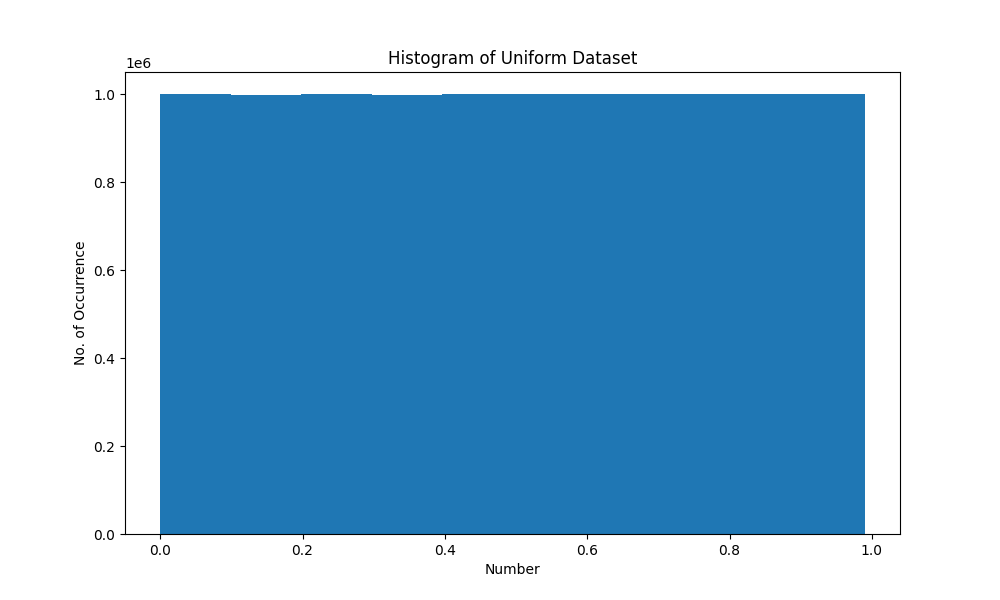 Histogram of Uniform Dataset
1e6
1.0
0.8
0.6
0.4
0.2
0.0
No. of Occurrence
0.0 0.2 0.4 0.6 0.8 1.0
Number